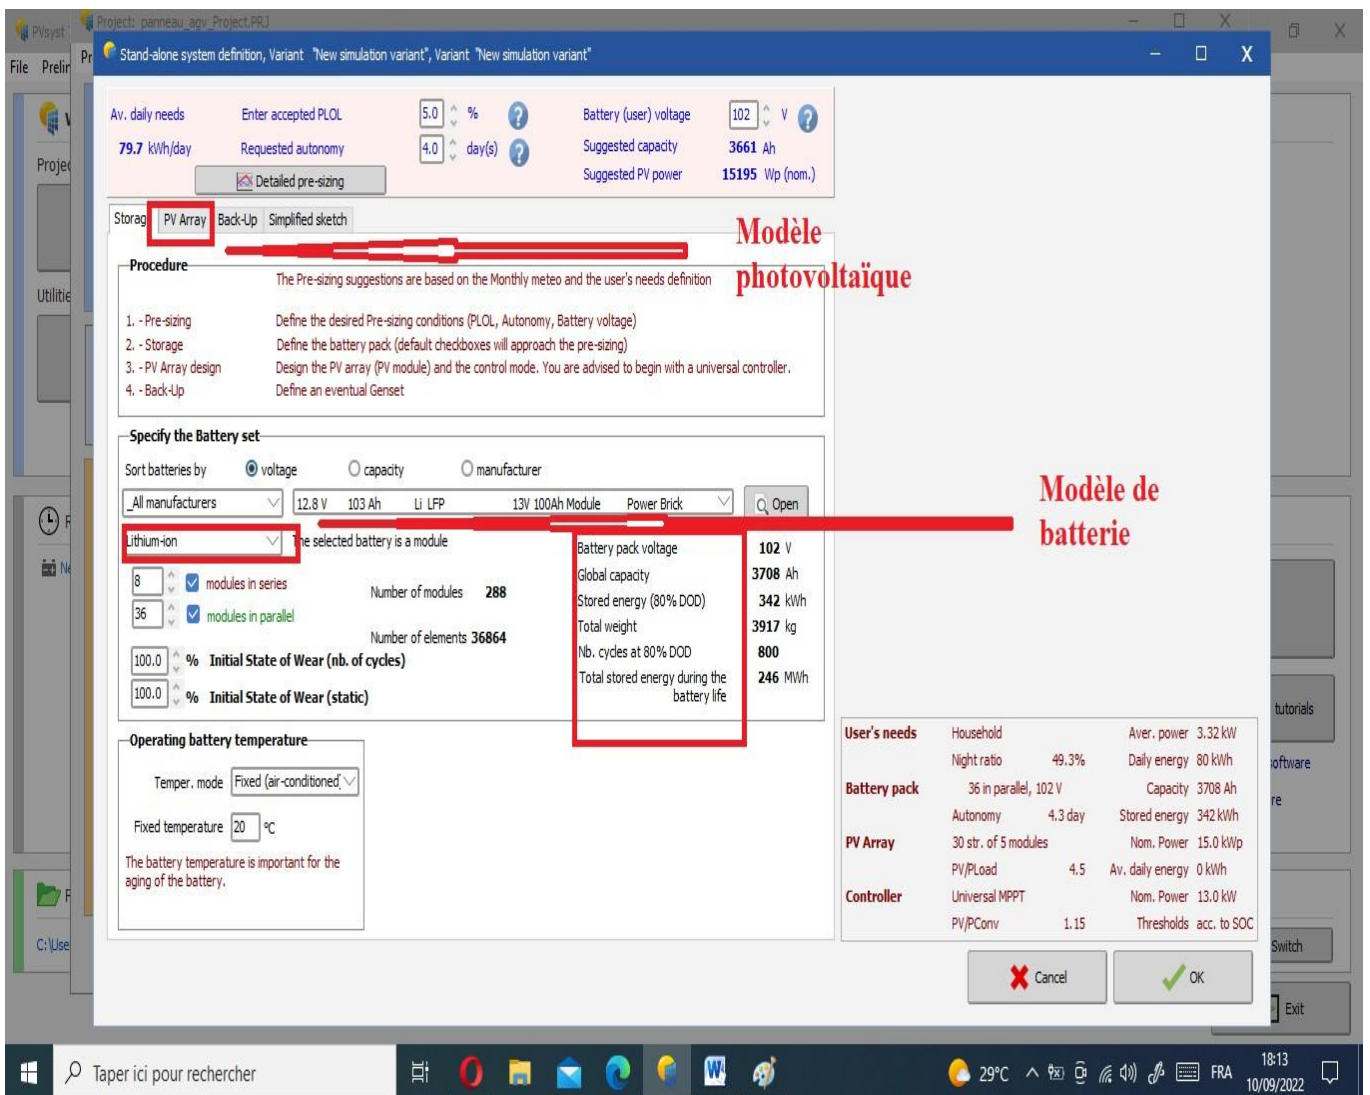 PVsyst
Project: panneau_agv_Project.PRJ
File Prelim
Stand-alone system definition, Variant "New simulation variant", Variant "New simulation variant"
Av. daily needs Enter accepted PLOL 5.0 % ? Battery (user) voltage 102 V ?
79.7 kWh/day Requested autonomy 4.0 day(s) ? Suggested capacity 3661 Ah
Detailed pre-sizing Suggested PV power 15195 Wp (nom.)
Projec
Utilitie
Storag PV Array Back-Up Simplified sketch
Modèle
photovoltaïque
Procedure
The Pre-sizing suggestions are based on the Monthly meteo and the user's needs definition
1. - Pre-sizing Define the desired Pre-sizing conditions (PLOL, Autonomy, Battery voltage)
2. - Storage Define the battery pack (default checkboxes will approach the pre-sizing)
3. - PV Array design Design the PV array (PV module) and the control mode. You are advised to begin with a universal controller.
4. - Back-Up Define an eventual Genset
Specify the Battery set
Sort batteries by voltage capacity manufacturer
_All manufacturers 12.8 V 103 Ah Li LFP 13V 100Ah Module Power Brick Open
Modèle de
batterie
Lithium-ion The selected battery is a module
8 modules in series
36 modules in parallel
Number of modules 288
Number of elements 36864
100.0 % Initial State of Wear (nb. of cycles)
100.0 % Initial State of Wear (static)
Battery pack voltage 102 V
Global capacity 3708 Ah
Stored energy (80% DOD) 342 kWh
Total weight 3917 kg
Nb. cycles at 80% DOD 800
Total stored energy during the 246 MWh
battery life
Operating battery temperature
Temper. mode Fixed (air-conditioned)
Fixed temperature 20 °C
The battery temperature is important for the
aging of the battery.
User's needs Household Aver. power 3.32 kW
Night ratio 49.3% Daily energy 80 kWh
Battery pack 36 in parallel, 102 V Capacity 3708 Ah
Autonomy 4.3 day Stored energy 342 kWh
PV Array 30 str. of 5 modules Nom. Power 15.0 kWp
PV/PLoad 4.5 Av. daily energy 0 kWh
Controller Universal MPPT Nom. Power 13.0 kW
PV/PConv 1.15 Thresholds acc. to SOC
Cancel OK
tutorials
oftware
re
C:\Use
Switch
Exit
Taper ici pour rechercher
29°C
FRA
18:13
10/09/2022